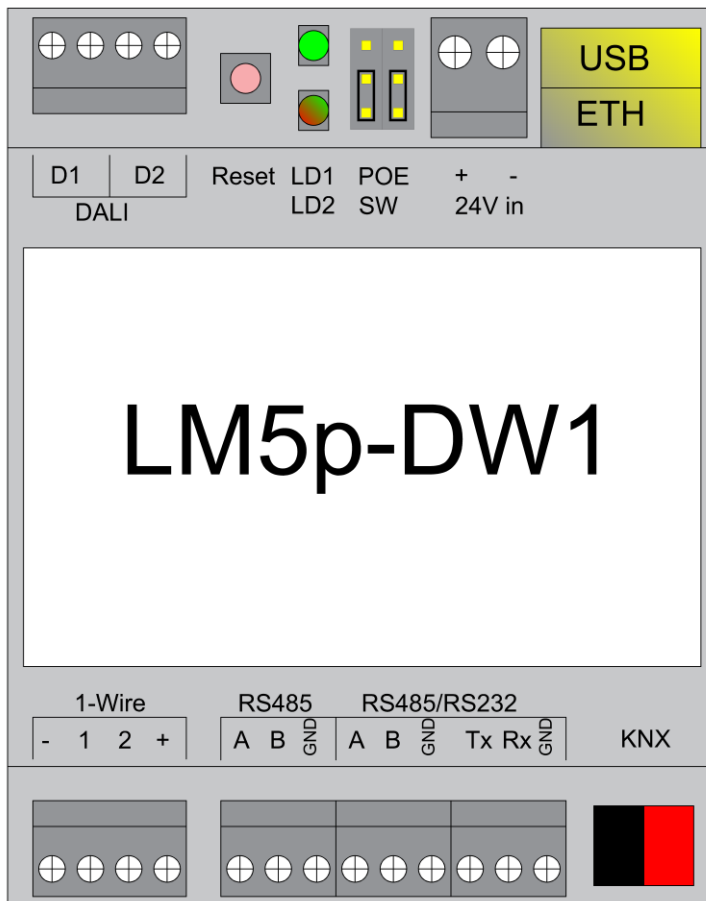 USB
ETH
D1 D2 Reset LD1 POE + -
DALI LD2 SW 24V in
LM5p-DW1
1-Wire RS485 RS485/RS232
- 1 2 + A B GND A B GND Tx Rx GND KNX